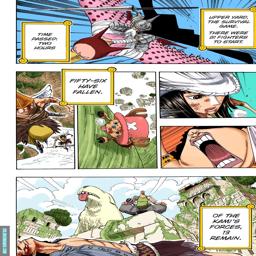 UPPER YARD,
THE SURVIVAL
GAME.
THERE WERE
81 FIGHTERS
TO START.
TIME
PASSED:
TWO
HOURS
FIFTY-SIX
HAVE
FALLEN.
OF THE
KAMI'S
FORCES,
13
REMAIN.